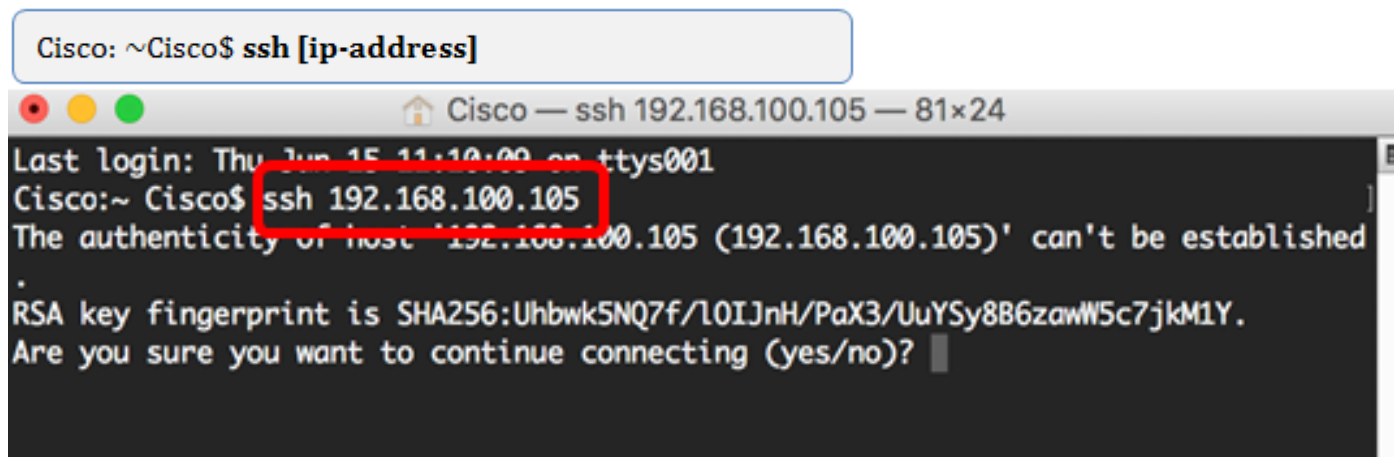 Cisco: ~Cisco$ ssh [ip-address]
Cisco — ssh 192.168.100.105 — 81×24
Last login: Thu Jun 15 11:10:09 on ttys001
Cisco:~ Cisco$ ssh 192.168.100.105
The authenticity of host '192.168.100.105 (192.168.100.105)' can't be established
.
RSA key fingerprint is SHA256:Uhbwk5NQ7f/lOIJnH/PaX3/UuYSy8B6zawW5c7jkM1Y.
Are you sure you want to continue connecting (yes/no)?